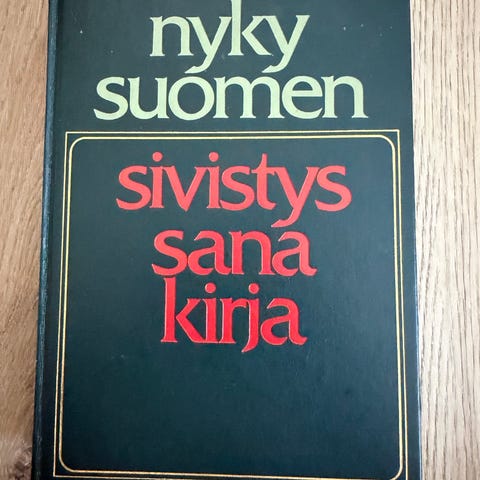 nyky
suomen
sivistys
sana
kirja